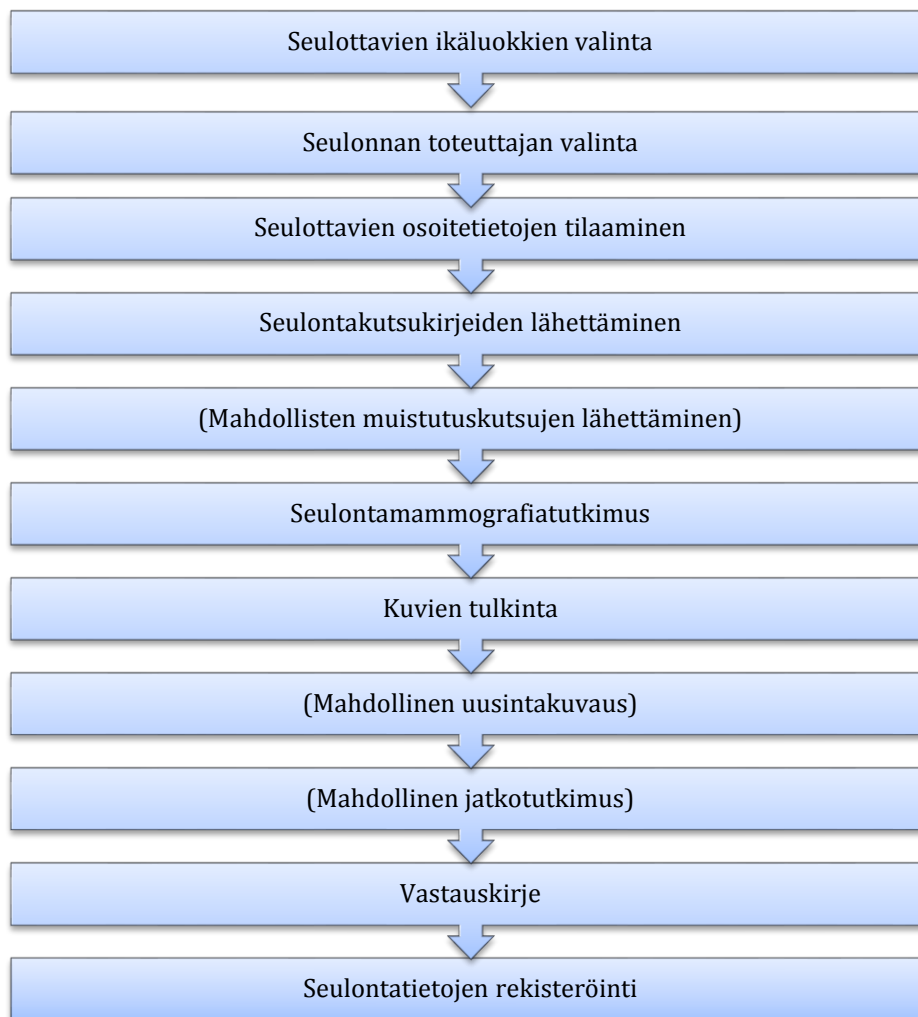 Seulottavien ikäluokkien valinta
Seulonnan toteuttajan valinta
Seulottavien osoitetietojen tilaaminen
Seulontakutsukirjeiden lähettäminen
(Mahdollisten muistutuskutsujen lähettäminen)
Seulontamammografiatutkimus
Kuvien tulkinta
(Mahdollinen uusintakuvaus)
(Mahdollinen jatkotutkimus)
Vastauskirje
Seulontatietojen rekisteröinti